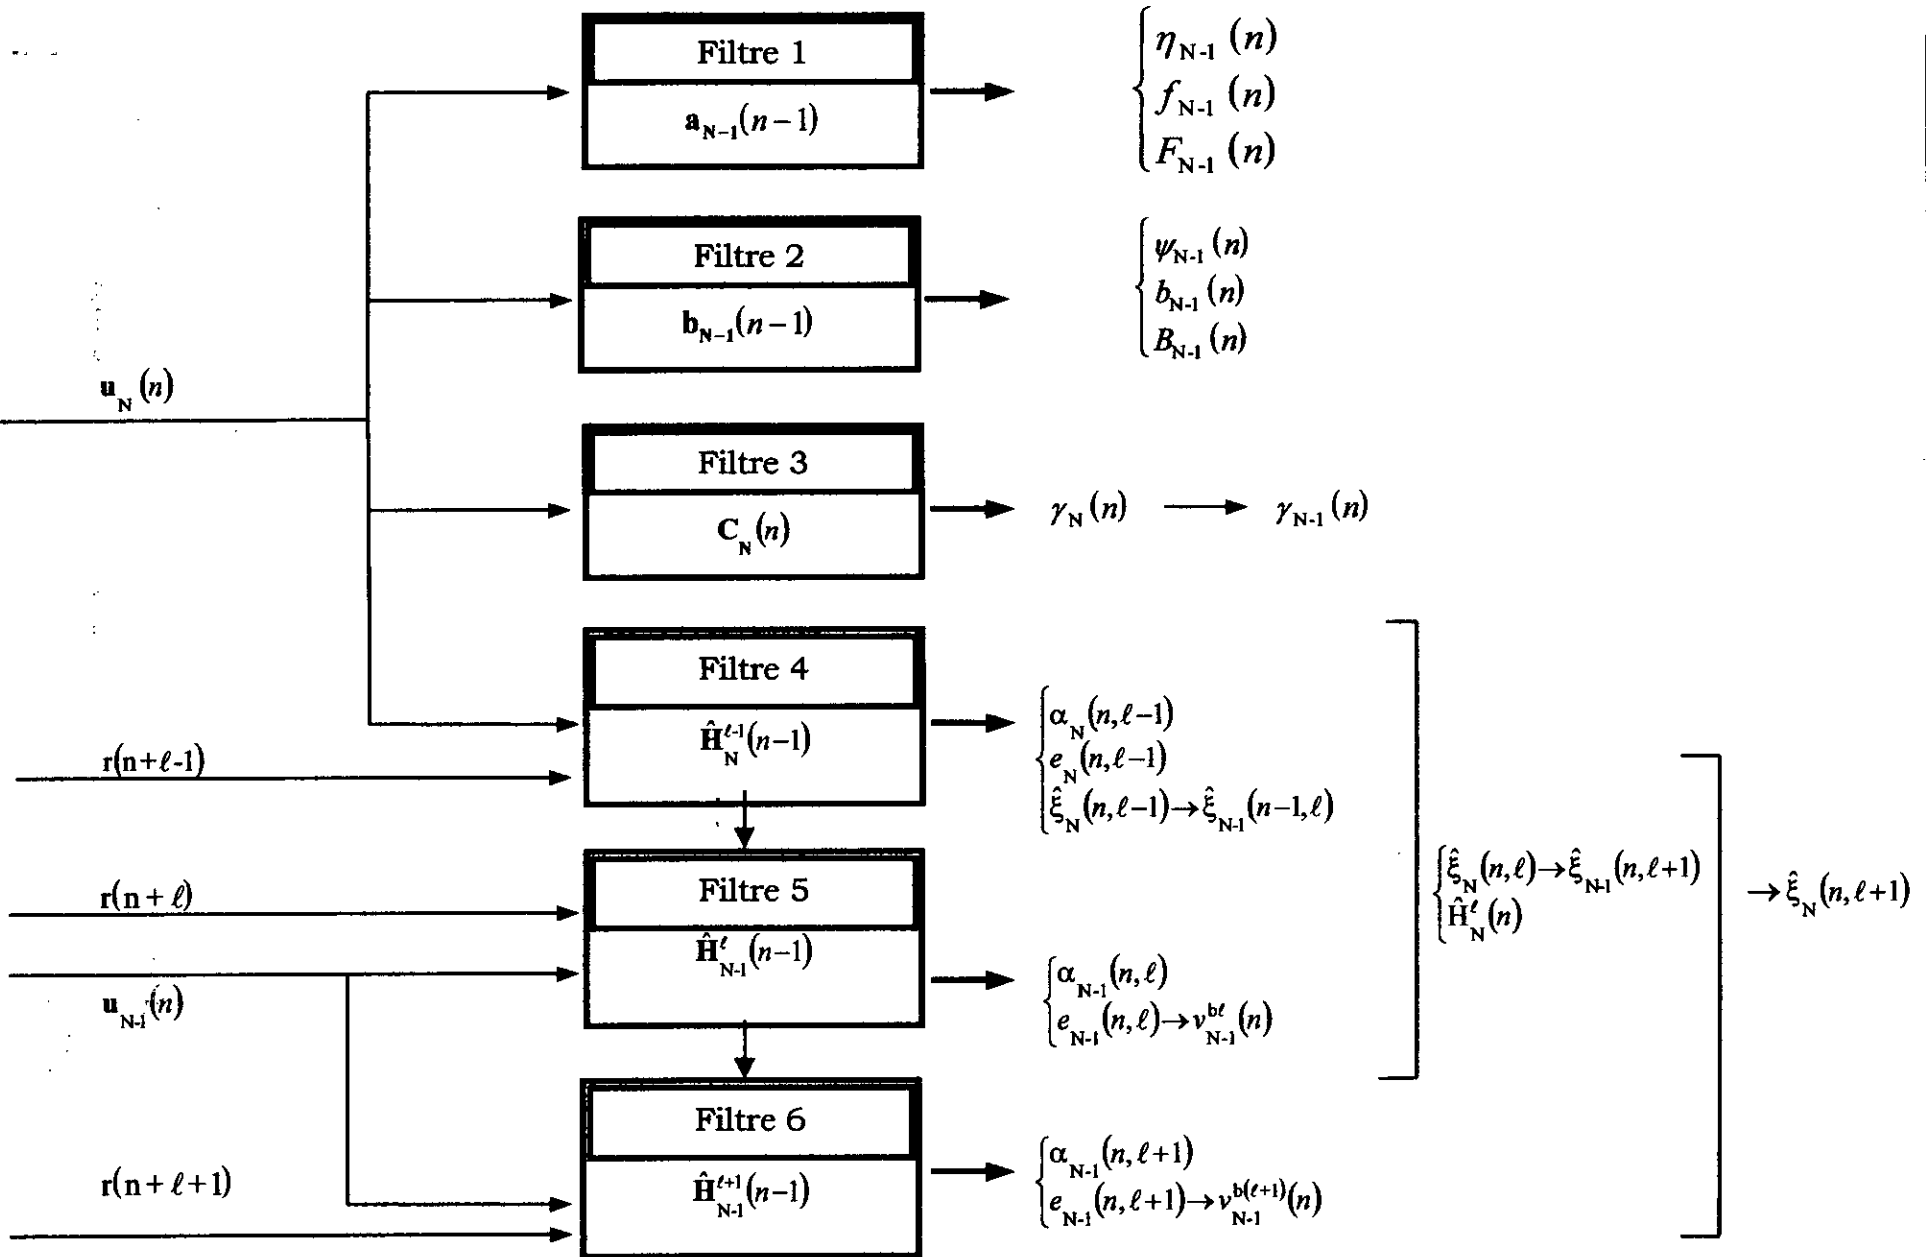 Filtre 1
a_{N-1}(n-1)
η_{N-1}(n)
f_{N-1}(n)
F_{N-1}(n)
Filtre 2
b_{N-1}(n-1)
ψ_{N-1}(n)
b_{N-1}(n)
B_{N-1}(n)
u_N(n)
Filtre 3
C_N(n)
γ_N(n) → γ_{N-1}(n)
Filtre 4
Ĥ_N^{ℓ-1}(n-1)
r(n+ℓ-1)
α_N(n,ℓ-1)
e_N(n,ℓ-1)
ξ̂_N(n,ℓ-1)→ξ̂_{N-1}(n-1,ℓ)
Filtre 5
Ĥ_{N-1}^ℓ(n-1)
r(n+ℓ)
u_{N-1}(n)
α_{N-1}(n,ℓ)
e_{N-1}(n,ℓ)→v_{N-1}^{bℓ}(n)
ξ̂_N(n,ℓ)→ξ̂_{N-1}(n,ℓ+1)
Ĥ_N^ℓ(n)
→ξ̂_N(n,ℓ+1)
Filtre 6
Ĥ_{N-1}^{ℓ+1}(n-1)
r(n+ℓ+1)
α_{N-1}(n,ℓ+1)
e_{N-1}(n,ℓ+1)→v_{N-1}^{b(ℓ+1)}(n)